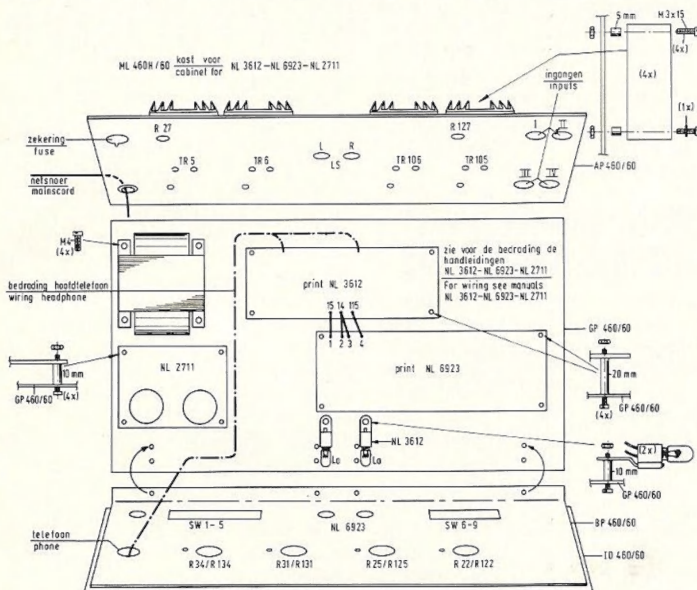 ML 460H/60 kast voor cabinet for NL 3612-NL 6923-NL 2711
5 mm
M3x15
(4x)
(4x)
(1x)
ingangen
inputs
zekering
fuse
R 27
L
R
LS
R 127
I
II
TR 5
TR 6
TR 106
TR 105
III
IV
AP 460/60
netsnoer
mainscord
M4
(4x)
print NL 3612
15 14 115
1 2 3 4
zie voor de bedrading de
handleidingen
NL 3612-NL 6923-NL 2711
For wiring see manuals
NL 3612-NL 6923-NL 2711
bedrading hoofdtelefoon
wiring headphone
GP 460/60
NL 2711
print NL 6923
10 mm
(4x)
GP 460/60
20 mm
(4x)
GP 460/60
NL 3612
La
La
(2x)
10 mm
GP 460/60
telefoon
phone
SW 1-5
NL 6923
SW 6-9
BP 460/60
IO 460/60
R34/R134
R31/R131
R25/R125
R22/R122